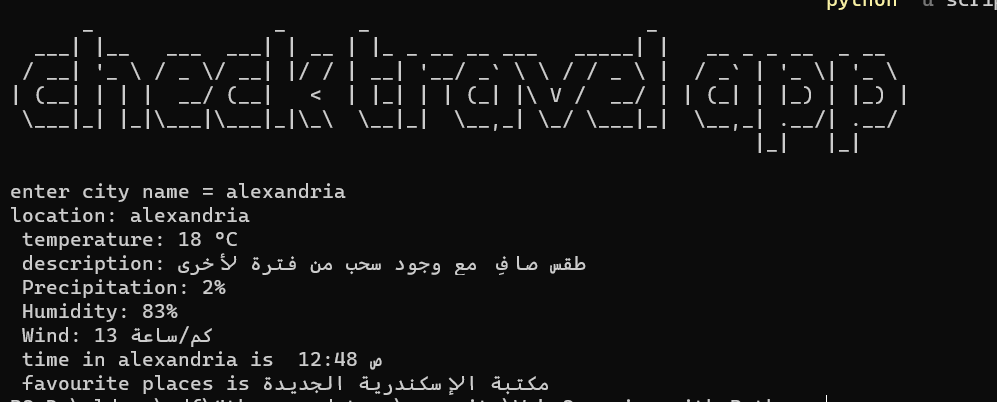 python -u scrip
check travel app
enter city name = alexandria
location: alexandria
temperature: 18 °C
description: طقس صافٍ مع وجود سحب من فترة لأخرى
Precipitation: 2%
Humidity: 83%
Wind: 13 كم/ساعة
time in alexandria is 12:48 ص
favourite places is مكتبة الإسكندرية الجديدة